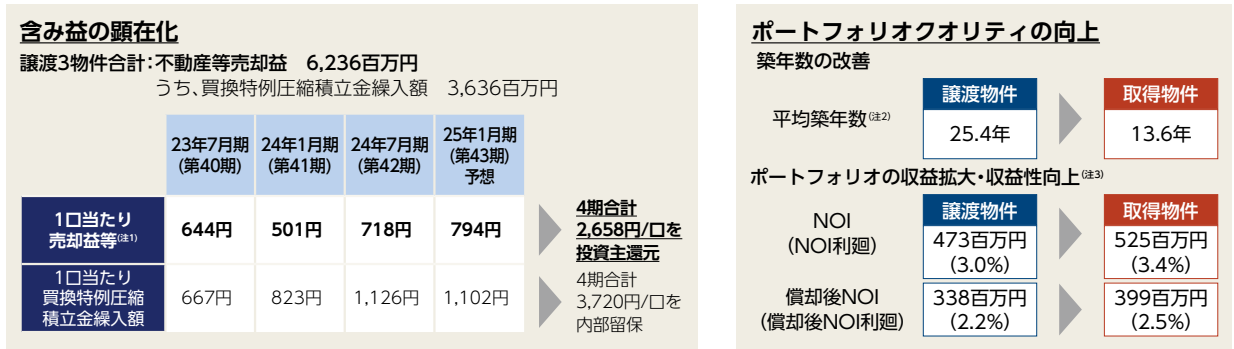 含み益の顕在化
譲渡3物件合計：不動産等売却益　6,236百万円
うち、買換特例圧縮積立金繰入額　3,636百万円
23年7月期
(第40期)
24年1月期
(第41期)
24年7月期
(第42期)
25年1月期
(第43期)
予想
1口当たり
売却益等(注1)
644円
501円
718円
794円
4期合計
2,658円/口を
投資主還元
1口当たり
買換特例圧縮
積立金繰入額
667円
823円
1,126円
1,102円
4期合計
3,720円/口を
内部留保
ポートフォリオクオリティの向上
築年数の改善
平均築年数(注2)
譲渡物件
25.4年
取得物件
13.6年
ポートフォリオの収益拡大・収益性向上(注3)
譲渡物件
取得物件
NOI
(NOI利廻)
473百万円
(3.0%)
525百万円
(3.4%)
償却後NOI
(償却後NOI利廻)
338百万円
(2.2%)
399百万円
(2.5%)